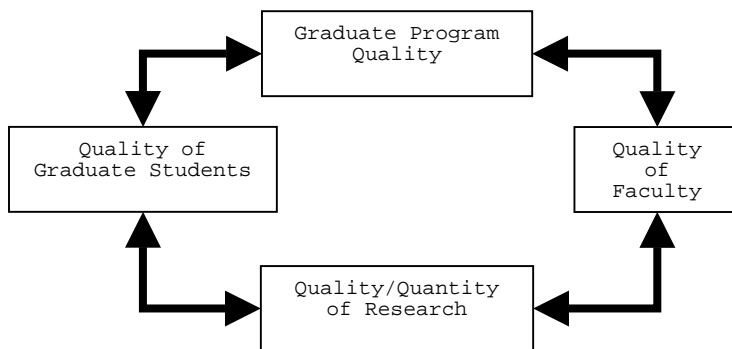 Graduate Program
Quality
Quality of
Graduate Students
Quality
of
Faculty
Quality/Quantity
of Research